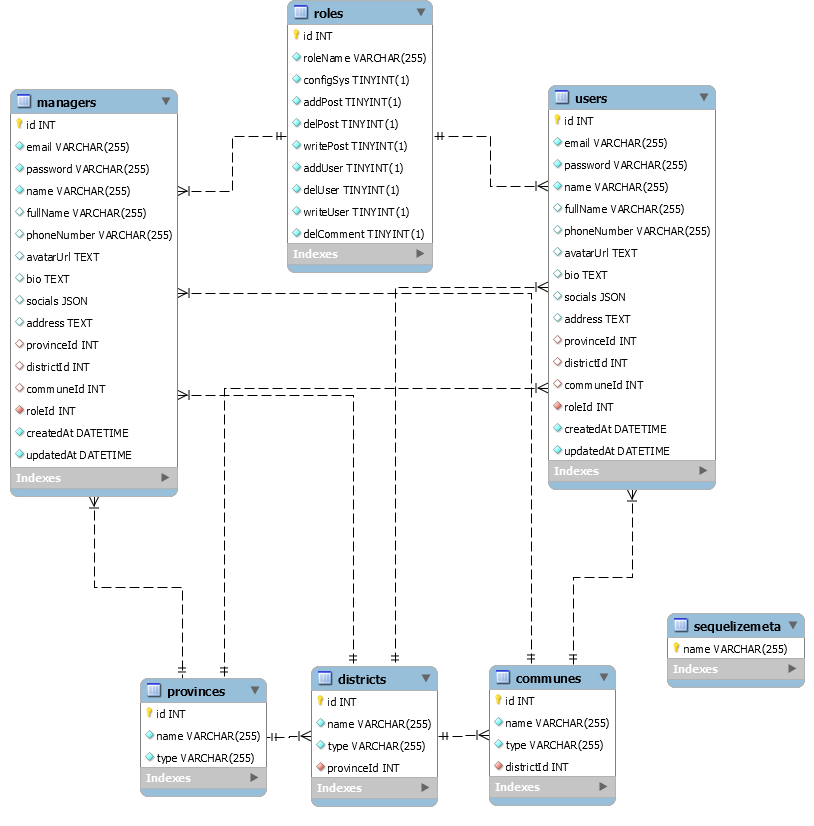 roles
id INT
roleName VARCHAR(255)
configSys TINYINT(1)
addPost TINYINT(1)
delPost TINYINT(1)
writePost TINYINT(1)
addUser TINYINT(1)
delUser TINYINT(1)
writeUser TINYINT(1)
delComment TINYINT(1)
Indexes
managers
id INT
email VARCHAR(255)
password VARCHAR(255)
name VARCHAR(255)
fullName VARCHAR(255)
phoneNumber VARCHAR(255)
avatarUrl TEXT
bio TEXT
socials JSON
address TEXT
provinceId INT
districtId INT
communeId INT
roleId INT
createdAt DATETIME
updatedAt DATETIME
Indexes
users
id INT
email VARCHAR(255)
password VARCHAR(255)
name VARCHAR(255)
fullName VARCHAR(255)
phoneNumber VARCHAR(255)
avatarUrl TEXT
bio TEXT
socials JSON
address TEXT
provinceId INT
districtId INT
communeId INT
roleId INT
createdAt DATETIME
updatedAt DATETIME
Indexes
sequelizemeta
name VARCHAR(255)
Indexes
provinces
id INT
name VARCHAR(255)
type VARCHAR(255)
Indexes
districts
id INT
name VARCHAR(255)
type VARCHAR(255)
provinceId INT
Indexes
communes
id INT
name VARCHAR(255)
type VARCHAR(255)
districtId INT
Indexes